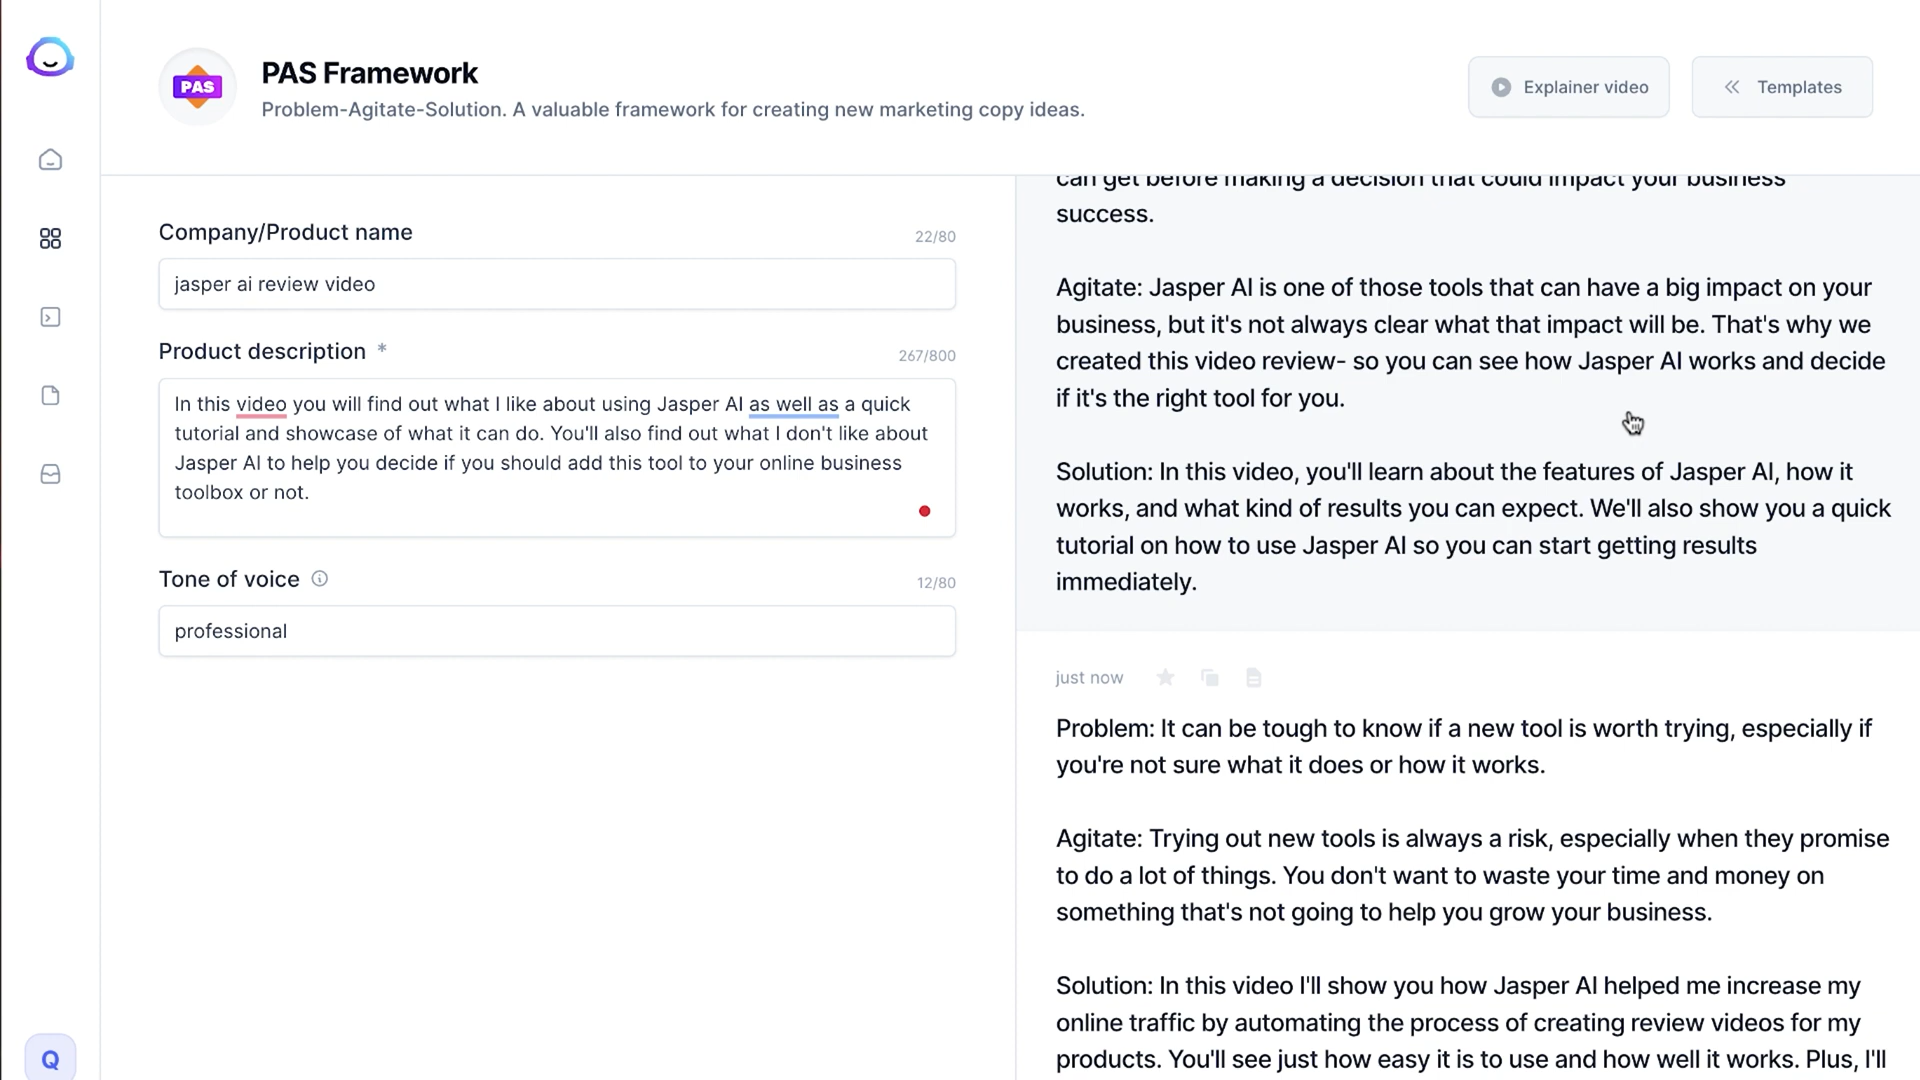 PAS
PAS Framework
Problem-Agitate-Solution. A valuable framework for creating new marketing copy ideas.
Explainer video
Templates
Company/Product name
22/80
jasper ai review video
Product description *
267/800
In this video you will find out what I like about using Jasper AI as well as a quick
tutorial and showcase of what it can do. You'll also find out what I don't like about
Jasper AI to help you decide if you should add this tool to your online business
toolbox or not.
Tone of voice
12/80
professional
can get before making a decision that could impact your business
success.
Agitate: Jasper AI is one of those tools that can have a big impact on your
business, but it's not always clear what that impact will be. That's why we
created this video review- so you can see how Jasper AI works and decide
if it's the right tool for you.
Solution: In this video, you'll learn about the features of Jasper AI, how it
works, and what kind of results you can expect. We'll also show you a quick
tutorial on how to use Jasper AI so you can start getting results
immediately.
just now
Problem: It can be tough to know if a new tool is worth trying, especially if
you're not sure what it does or how it works.
Agitate: Trying out new tools is always a risk, especially when they promise
to do a lot of things. You don't want to waste your time and money on
something that's not going to help you grow your business.
Solution: In this video I'll show you how Jasper AI helped me increase my
online traffic by automating the process of creating review videos for my
products. You'll see just how easy it is to use and how well it works. Plus, I'll
Q